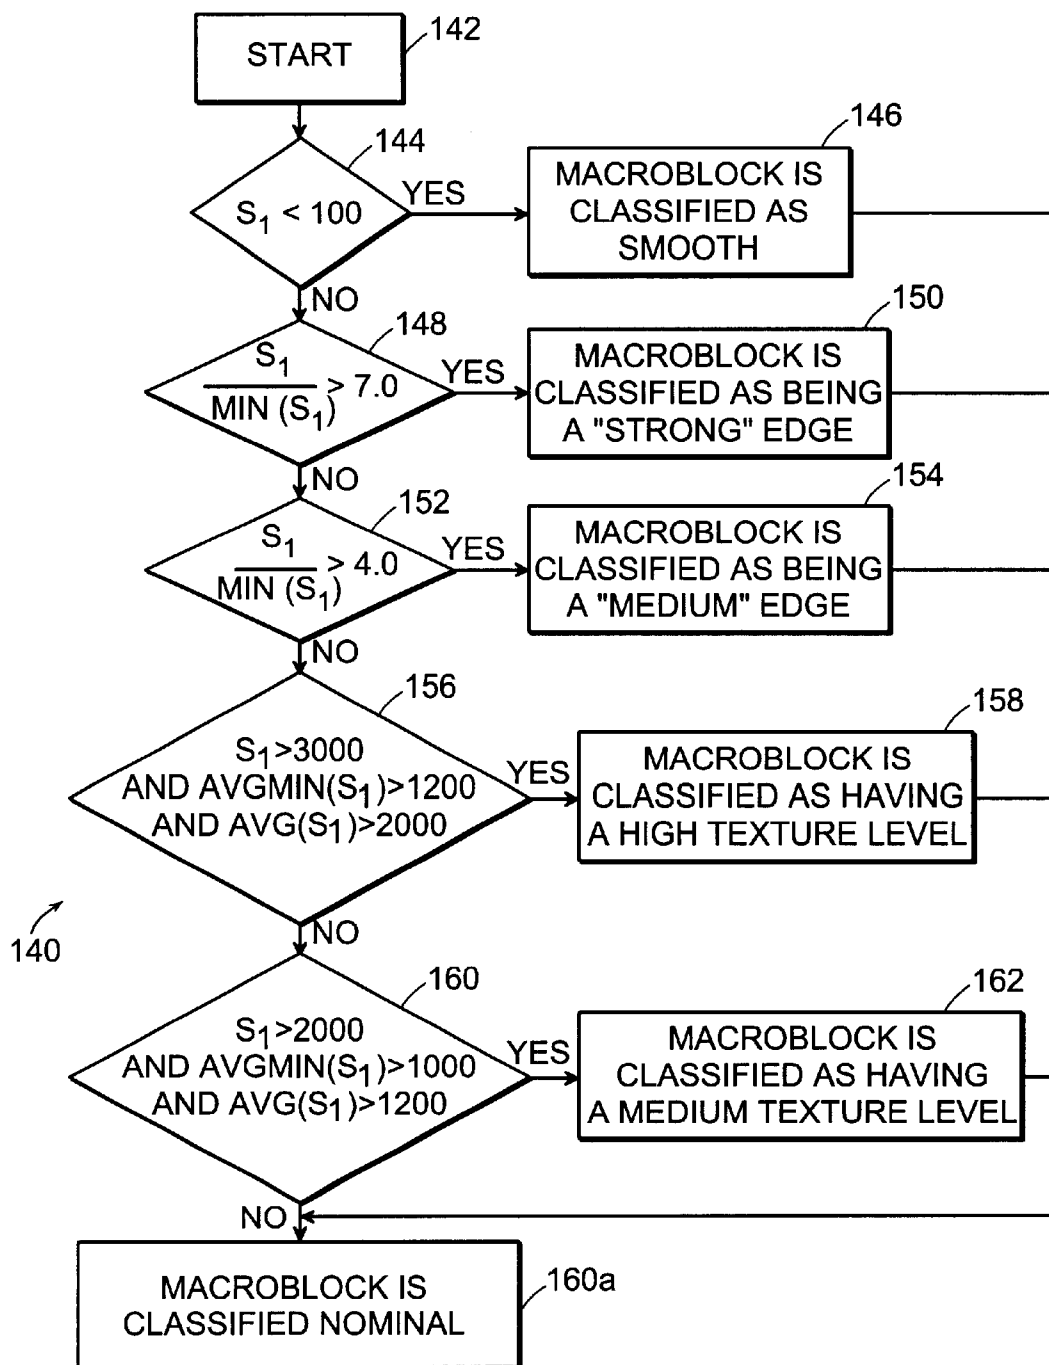 START
142
144
S1 < 100
YES
146
MACROBLOCK IS
CLASSIFIED AS
SMOOTH
NO
148
S1
MIN (S1)
> 7.0
YES
150
MACROBLOCK IS
CLASSIFIED AS BEING
A "STRONG" EDGE
NO
152
S1
MIN (S1)
> 4.0
YES
154
MACROBLOCK IS
CLASSIFIED AS BEING
A "MEDIUM" EDGE
NO
156
S1>3000
AND AVGMIN(S1)>1200
AND AVG(S1)>2000
YES
158
MACROBLOCK IS
CLASSIFIED AS HAVING
A HIGH TEXTURE LEVEL
140
NO
160
S1>2000
AND AVGMIN(S1)>1000
AND AVG(S1)>1200
YES
162
MACROBLOCK IS
CLASSIFIED AS HAVING
A MEDIUM TEXTURE LEVEL
NO
MACROBLOCK IS
CLASSIFIED NOMINAL
160a